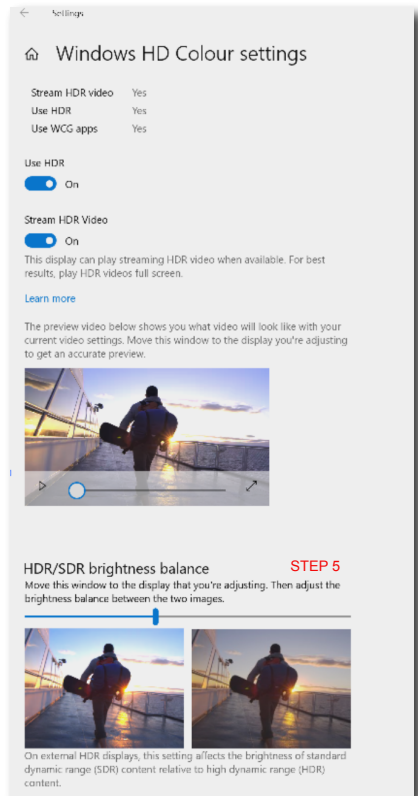 Settings
Windows HD Colour settings
Stream HDR video Yes
Use HDR Yes
Use WCG apps Yes
Use HDR
On
Stream HDR Video
On
This display can play streaming HDR video when available. For best
results, play HDR videos full screen.
Learn more
The preview video below shows you what video will look like with your
current video settings. Move this window to the display you're adjusting
to get an accurate preview.
HDR/SDR brightness balance STEP 5
Move this window to the display that you're adjusting. Then adjust the
brightness balance between the two images.
On external HDR displays, this setting affects the brightness of standard
dynamic range (SDR) content relative to high dynamic range (HDR)
content.